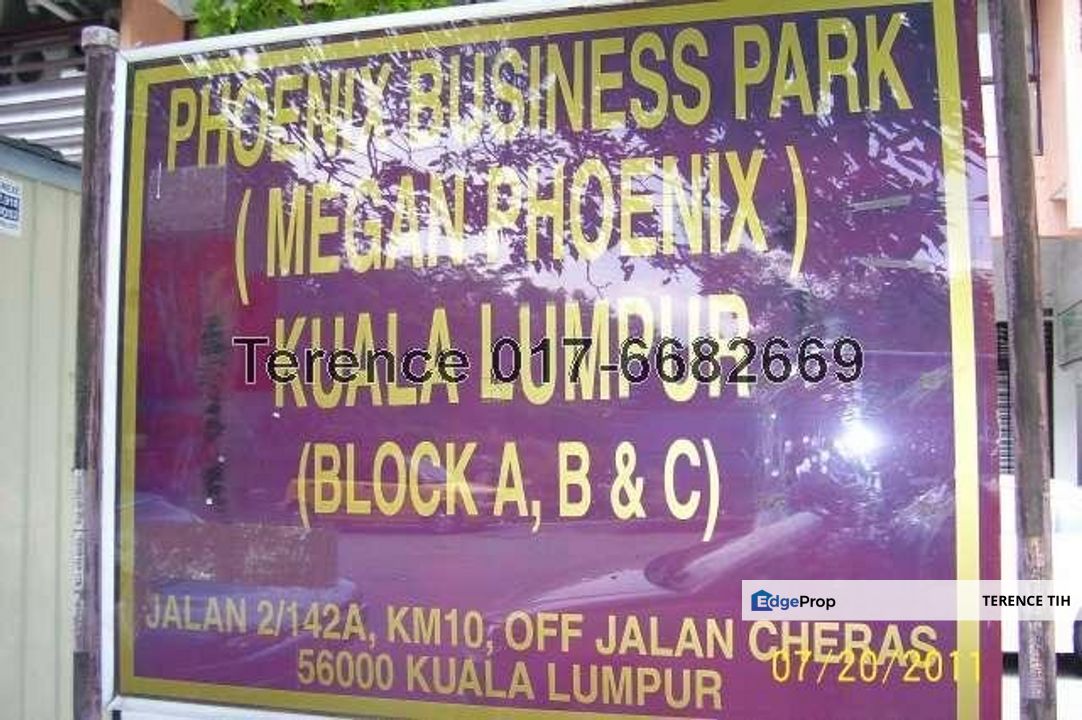 PHOENIX BUSINESS PARK
( MEGAN PHOENIX )
KUALA LUMPUR
Terence 017-6682669
(BLOCK A, B & C)
EdgeProp
TERENCE TIH
JALAN 2/142A, KM10, OFF JALAN CHERAS,
56000 KUALA LUMPUR
07/20/2011